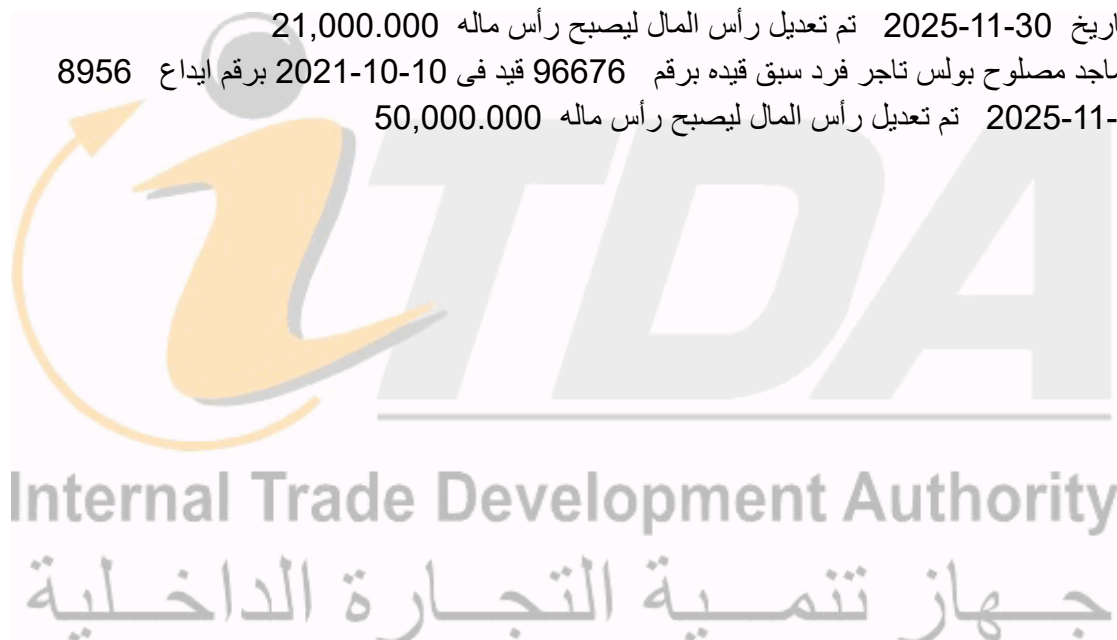 اريخ 30-11-2025 تم تعديل رأس المال ليصبح رأس ماله 21,000.000
ماجد مصلوح بولس تاجر فرد سبق قيده برقم 96676 قيد فى 10-10-2021 برقم ايداع 8956
-11-2025 تم تعديل رأس المال ليصبح رأس ماله 50,000.000
iTDA
Internal Trade Development Authority
جهاز تنمية التجارة الداخلية